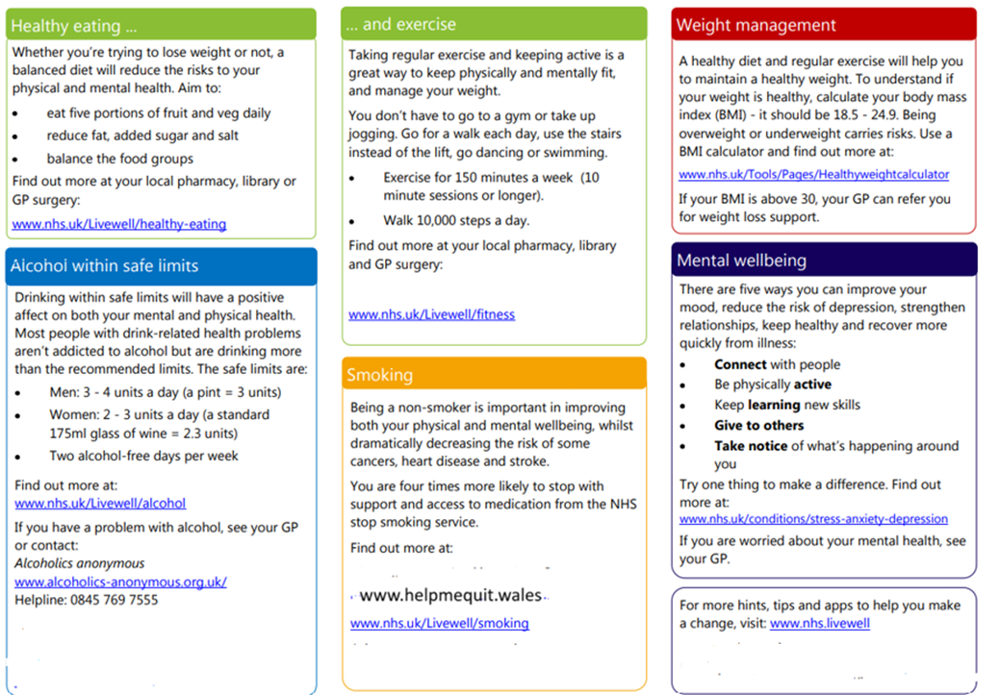 Healthy eating ...
Whether you're trying to lose weight or not, a
balanced diet will reduce the risks to your
physical and mental health. Aim to:
• eat five portions of fruit and veg daily
• reduce fat, added sugar and salt
• balance the food groups
Find out more at your local pharmacy, library or
GP surgery:
www.nhs.uk/Livewell/healthy-eating
Alcohol within safe limits
Drinking within safe limits will have a positive
affect on both your mental and physical health.
Most people with drink-related health problems
aren't addicted to alcohol but are drinking more
than the recommended limits. The safe limits are:
• Men: 3 - 4 units a day (a pint = 3 units)
• Women: 2 - 3 units a day (a standard
175ml glass of wine = 2.3 units)
• Two alcohol-free days per week
Find out more at:
www.nhs.uk/Livewell/alcohol
If you have a problem with alcohol, see your GP
or contact:
Alcoholics anonymous
www.alcoholics-anonymous.org.uk/
Helpline: 0845 769 7555
... and exercise
Taking regular exercise and keeping active is a
great way to keep physically and mentally fit,
and manage your weight.
You don't have to go to a gym or take up
jogging. Go for a walk each day, use the stairs
instead of the lift, go dancing or swimming.
• Exercise for 150 minutes a week (10
minute sessions or longer).
• Walk 10,000 steps a day.
Find out more at your local pharmacy, library
and GP surgery:
www.nhs.uk/Livewell/fitness
Smoking
Being a non-smoker is important in improving
both your physical and mental wellbeing, whilst
dramatically decreasing the risk of some
cancers, heart disease and stroke.
You are four times more likely to stop with
support and access to medication from the NHS
stop smoking service.
Find out more at:
www.helpmequit.wales
www.nhs.uk/Livewell/smoking
Weight management
A healthy diet and regular exercise will help you
to maintain a healthy weight. To understand if
your weight is healthy, calculate your body mass
index (BMI) - it should be 18.5 - 24.9. Being
overweight or underweight carries risks. Use a
BMI calculator and find out more at:
www.nhs.uk/Tools/Pages/Healthyweightcalculator
If your BMI is above 30, your GP can refer you
for weight loss support.
Mental wellbeing
There are five ways you can improve your
mood, reduce the risk of depression, strengthen
relationships, keep healthy and recover more
quickly from illness:
• Connect with people
• Be physically active
• Keep learning new skills
• Give to others
• Take notice of what's happening around
you
Try one thing to make a difference. Find out
more at:
www.nhs.uk/conditions/stress-anxiety-depression
If you are worried about your mental health, see
your GP.
For more hints, tips and apps to help you make
a change, visit: www.nhs.livewell